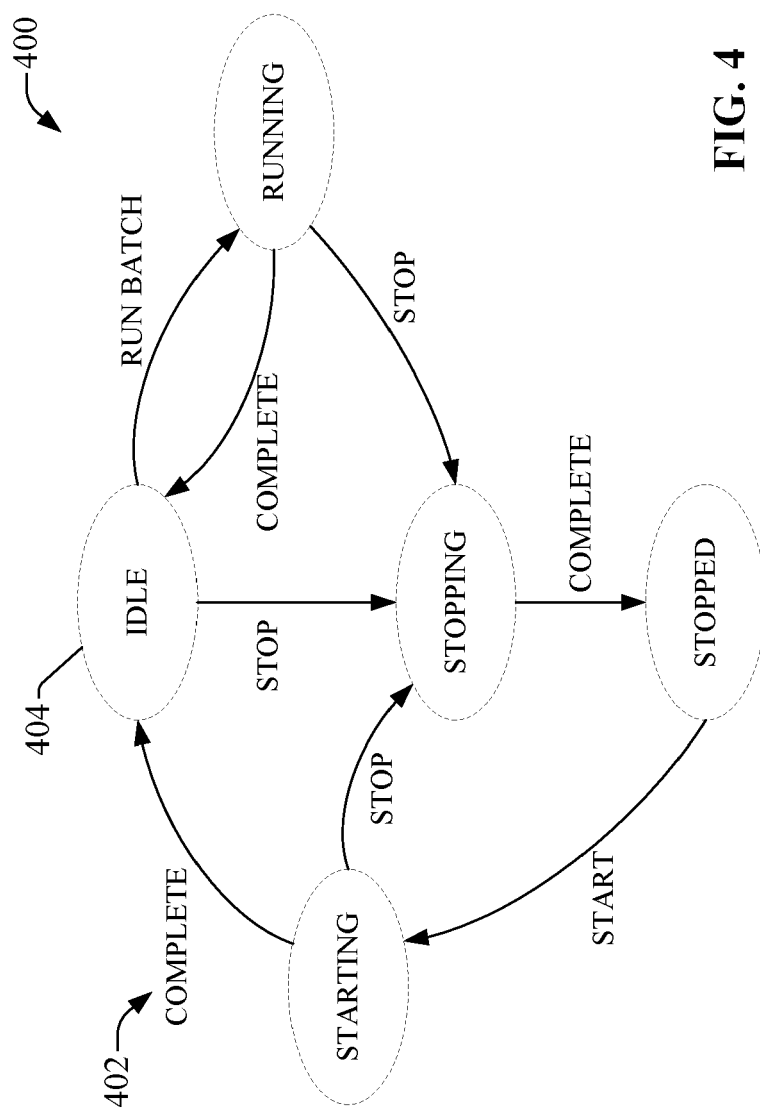 400
402
404
COMPLETE
RUN BATCH
IDLE
RUNNING
COMPLETE
STOP
STOP
STOP
STARTING
STOPPING
START
COMPLETE
STOPPED
FIG. 4